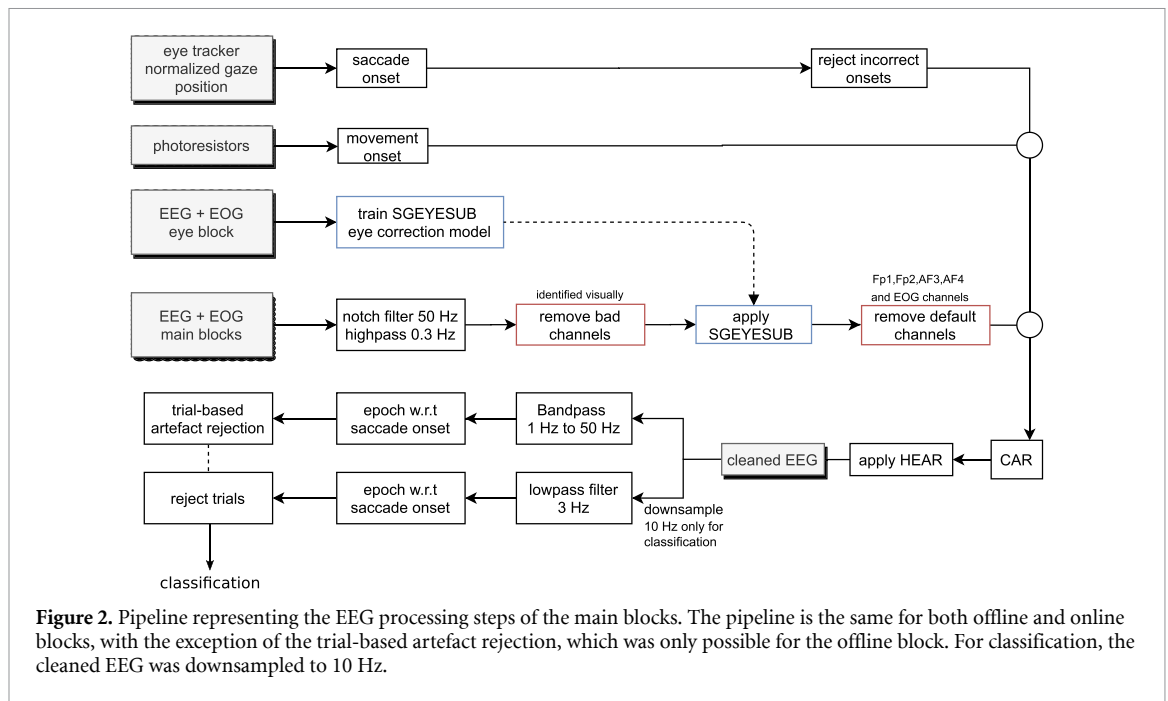 eye tracker
normalized gaze
position
saccade
onset
reject incorrect
onsets
photoresistors
movement
onset
EEG + EOG
eye block
train SGEYESUB
eye correction model
EEG + EOG
main blocks
notch filter 50 Hz
highpass 0.3 Hz
identified visually
remove bad
channels
apply
SGEYESUB
Fp1,Fp2,AF3,AF4
and EOG channels
remove default
channels
trial-based
artefact rejection
epoch w.r.t
saccade onset
Bandpass
1 Hz to 50 Hz
cleaned EEG
apply HEAR
CAR
reject trials
epoch w.r.t
saccade onset
lowpass filter
3 Hz
downsample
10 Hz only for
classification
classification
Figure 2. Pipeline representing the EEG processing steps of the main blocks. The pipeline is the same for both offline and online
blocks, with the exception of the trial-based artefact rejection, which was only possible for the offline block. For classification, the
cleaned EEG was downsampled to 10 Hz.